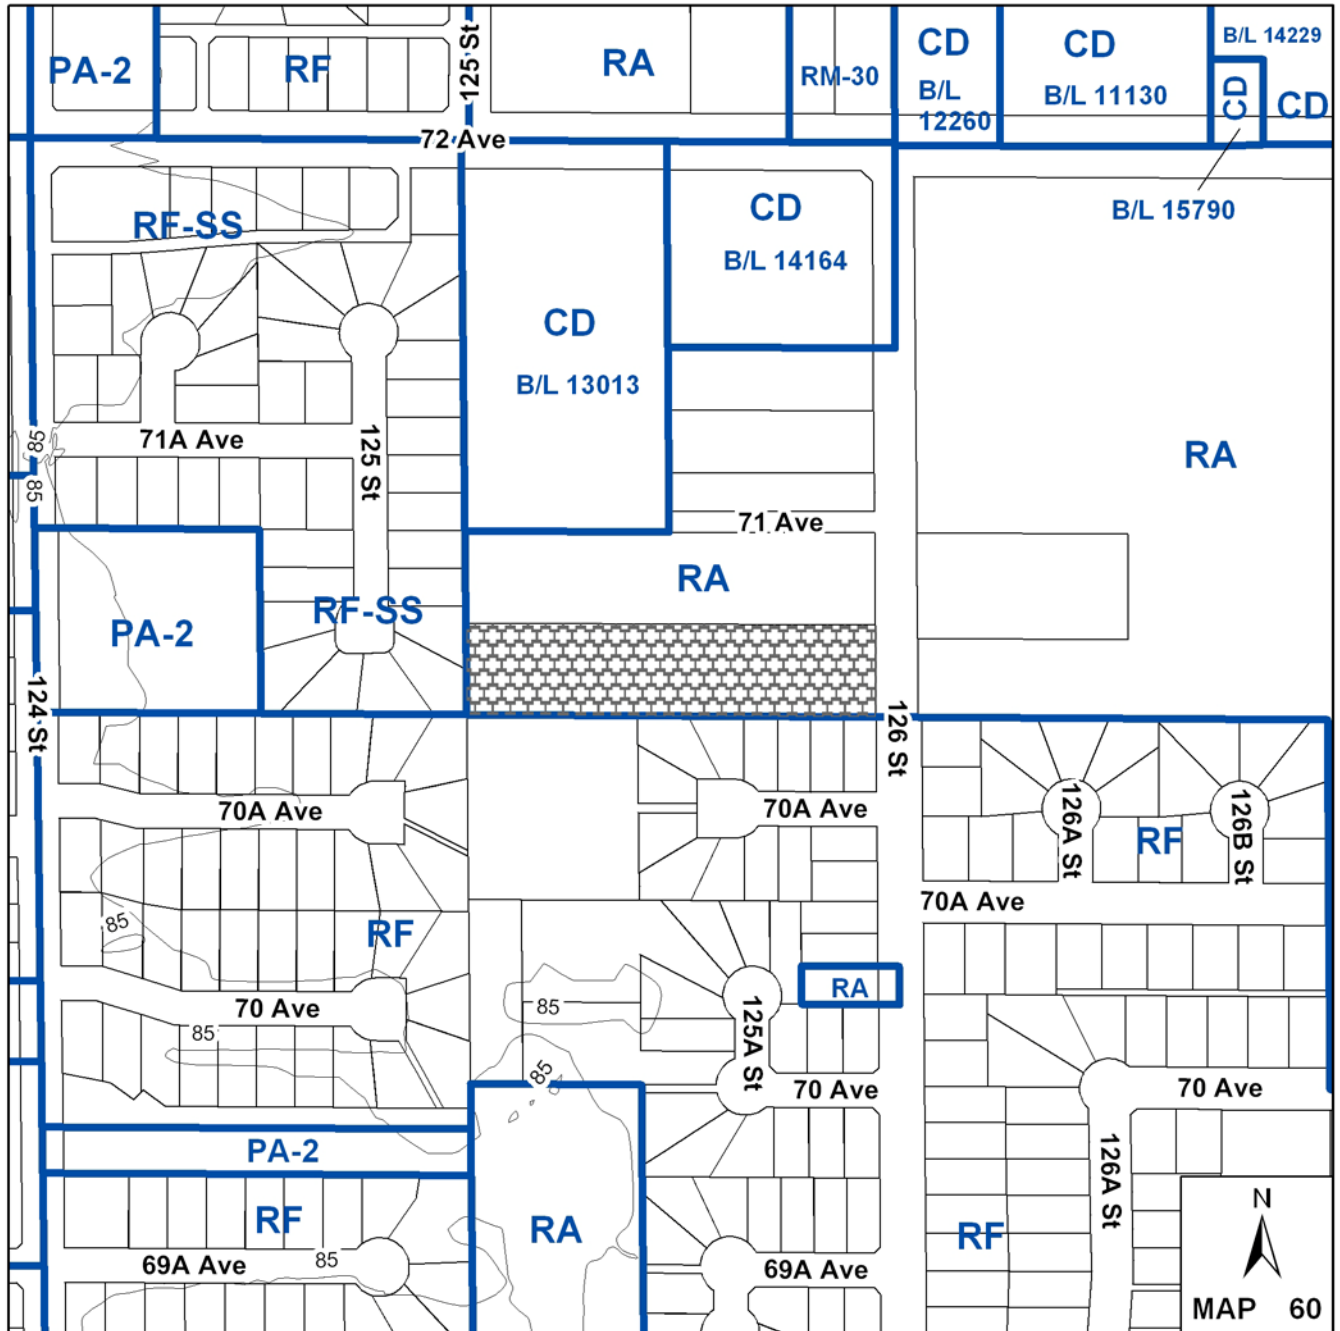 PA-2
RF
125 St
RA
RM-30
CD
B/L
12260
CD
B/L 11130
B/L 14229
CD
CD
72 Ave
B/L 15790
RF-SS
CD
B/L 14164
CD
B/L 13013
RA
85
85
71A Ave
125 St
71 Ave
RA
PA-2
RF-SS
124 St
126 St
70A Ave
70A Ave
126A St
RF
126B St
70A Ave
85
RF
RA
70 Ave
85
85
125A St
85
70 Ave
70 Ave
PA-2
126A St
RF
RA
RF
69A Ave
85
69A Ave
N
MAP 60